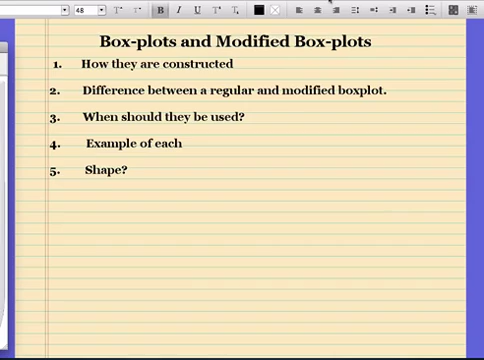 48
B I U
Box-plots and Modified Box-plots
1. How they are constructed
2. Difference between a regular and modified boxplot.
3. When should they be used?
4. Example of each
5. Shape?